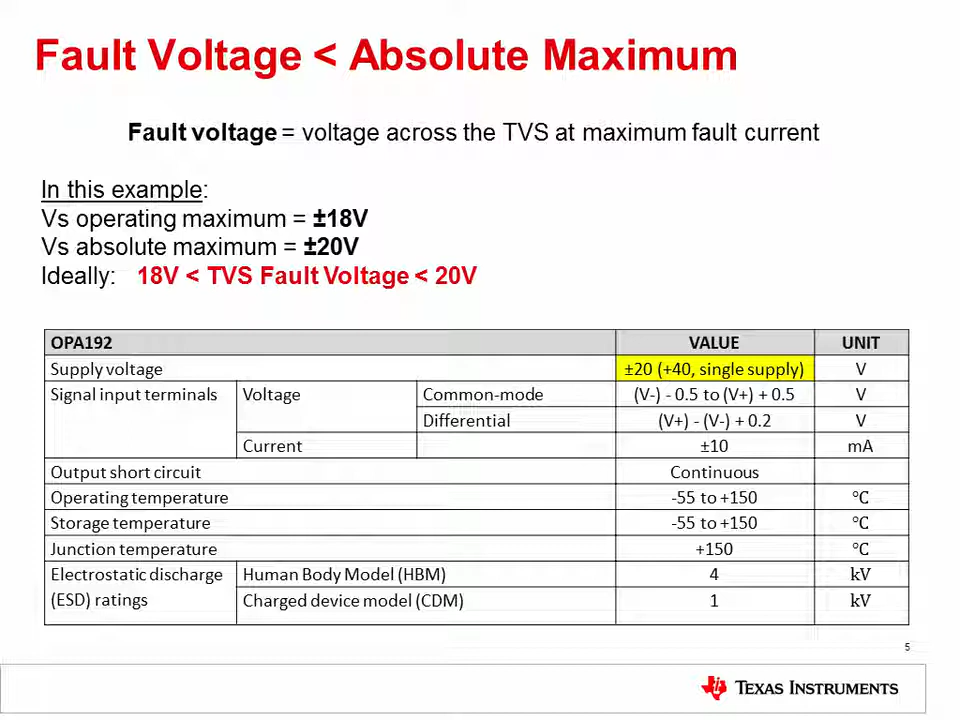 Fault Voltage < Absolute Maximum
Fault voltage = voltage across the TVS at maximum fault current
In this example:
Vs operating maximum = ±18V
Vs absolute maximum = ±20V
Ideally: 18V < TVS Fault Voltage < 20V
OPA192 VALUE UNIT
Supply voltage ±20 (+40, single supply) V
Signal input terminals Voltage Common-mode (V-) - 0.5 to (V+) + 0.5 V
Differential (V+) - (V-) + 0.2 V
Current ±10 mA
Output short circuit Continuous
Operating temperature -55 to +150 °C
Storage temperature -55 to +150 °C
Junction temperature +150 °C
Electrostatic discharge Human Body Model (HBM) 4 kV
(ESD) ratings Charged device model (CDM) 1 kV
5
TEXAS INSTRUMENTS